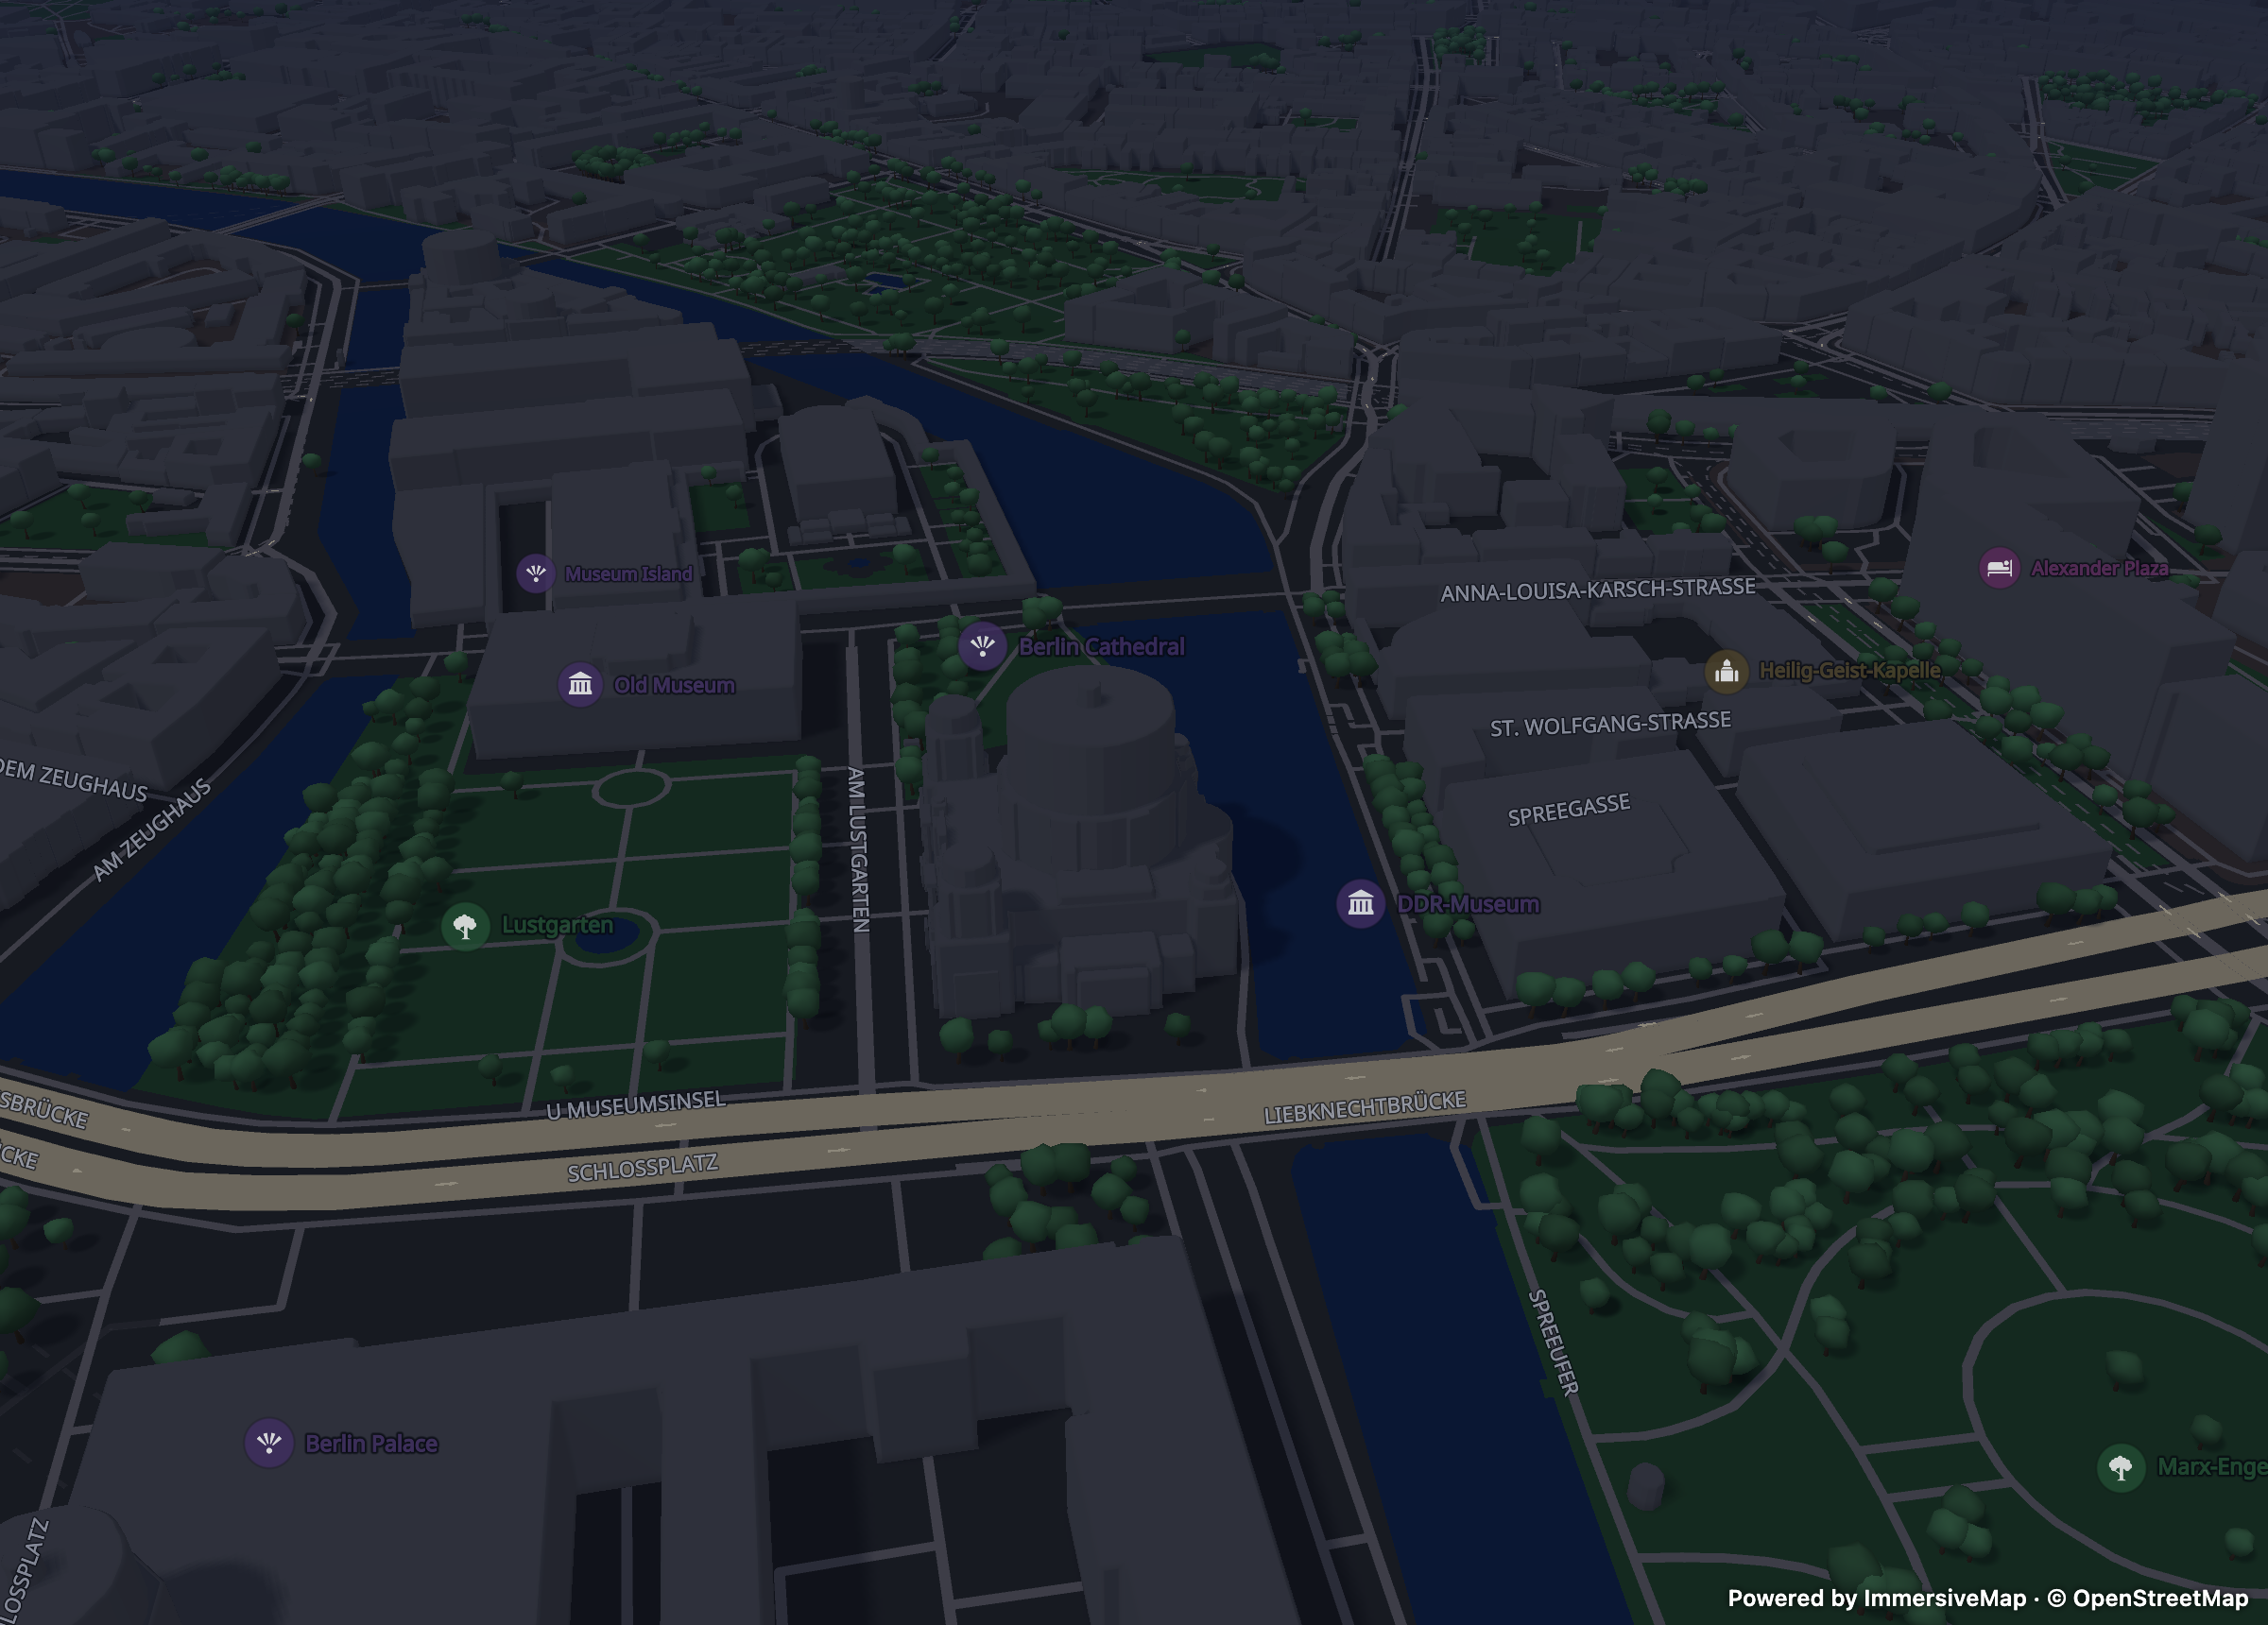 Museum Island
ANNA-LOUISA-KARSCH-STRASSE
Alexander Plaza
Berlin Cathedral
Old Museum
Heilig-Geist-Kapelle
ST. WOLFGANG-STRASSE
DEM ZEUGHAUS
AM ZEUGHAUS
AM LUSTGARTEN
SPREEGASSE
DDR-Museum
Lustgarten
SBRÜCKE
U MUSEUMSINSEL
LIEBKNECHTBRÜCKE
CKE
SCHLOSSPLATZ
SPREEUFER
Berlin Palace
Marx-Enge
LOSSPLATZ
Powered by ImmersiveMap · © OpenStreetMap